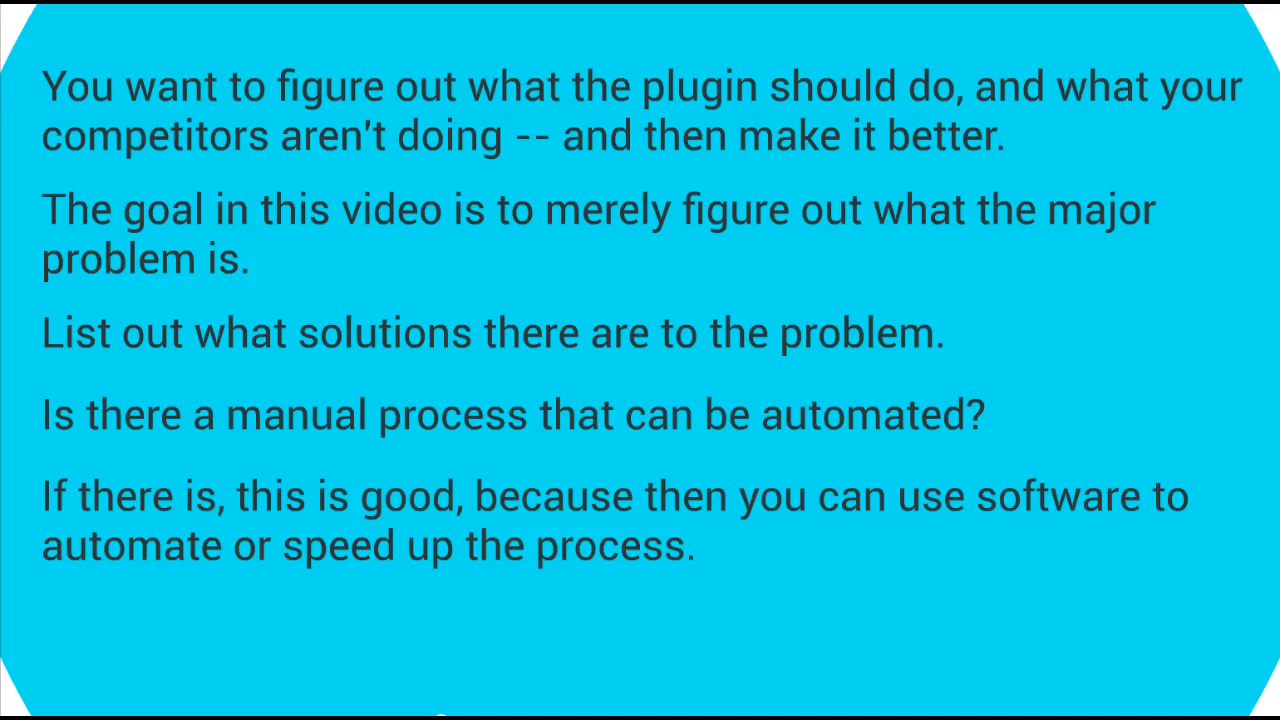 You want to figure out what the plugin should do, and what your
competitors aren't doing -- and then make it better.
The goal in this video is to merely figure out what the major
problem is.
List out what solutions there are to the problem.
Is there a manual process that can be automated?
If there is, this is good, because then you can use software to
automate or speed up the process.